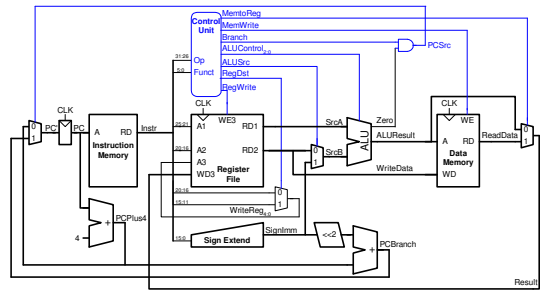 MemtoReg
Control
Unit
MemWrite
Branch
ALUControl2:0
PCSrc
31:26
Op
ALUSrc
5:0
Funct
RegDst
RegWrite
CLK
CLK
CLK
0
1
PC'
PC
A
RD
Instr
Instruction
Memory
25:21
A1
WE3
RD1
SrcA
Zero
WE
0
1
20:16
A2
RD2
0
1
SrcB
ALU
ALUResult
A
RD
ReadData
A3
Data
Memory
WD3
Register
File
WriteData
WD
20:16
0
15:11
1
WriteReg4:0
PCPlus4
+
4
SignImm
15:0
Sign Extend
<<2
+
PCBranch
Result